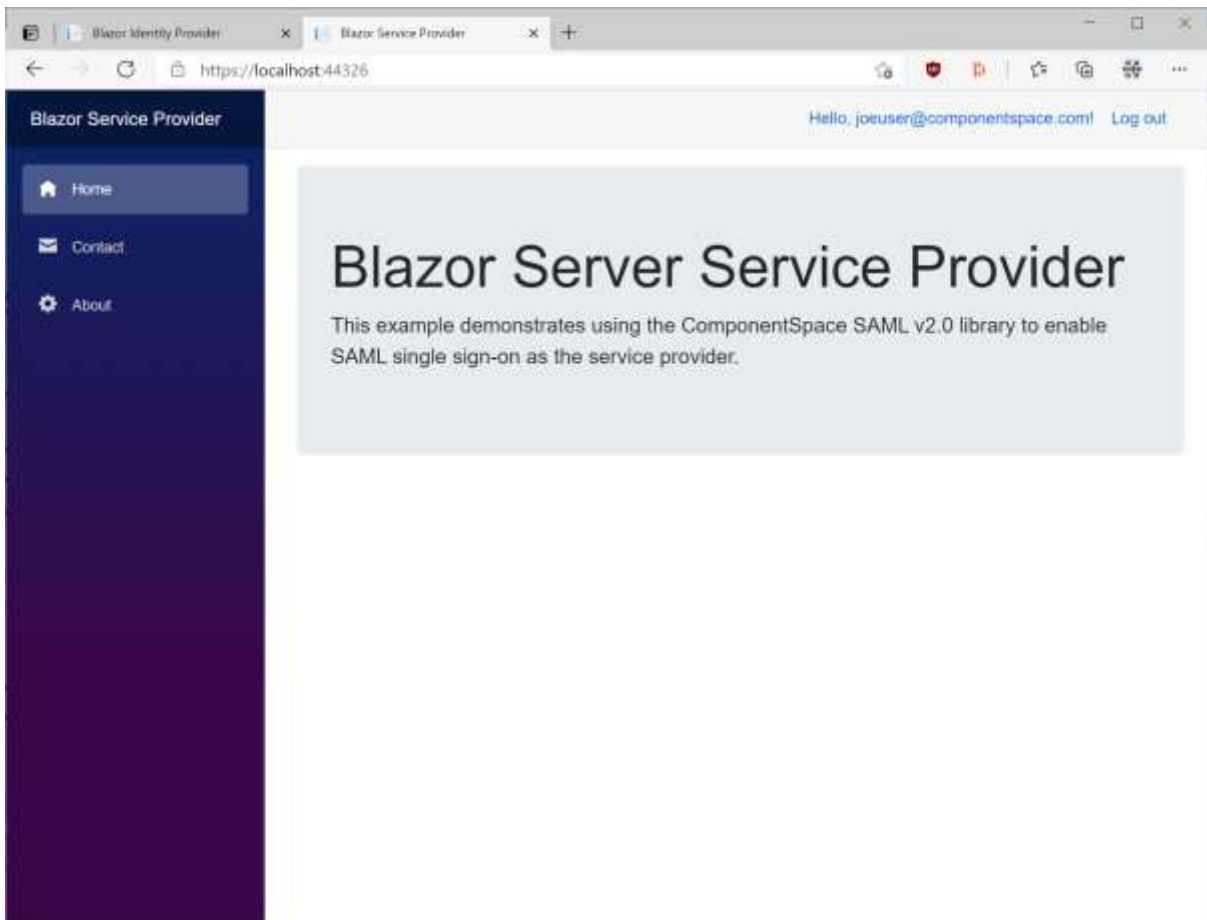 Blazor Identity Provider
Blazor Service Provider
https://localhost:44326
Blazor Service Provider
Hello, joeuser@componentspace.com! Log out
Home
Contact
About
Blazor Server Service Provider
This example demonstrates using the ComponentSpace SAML v2.0 library to enable
SAML single sign-on as the service provider.